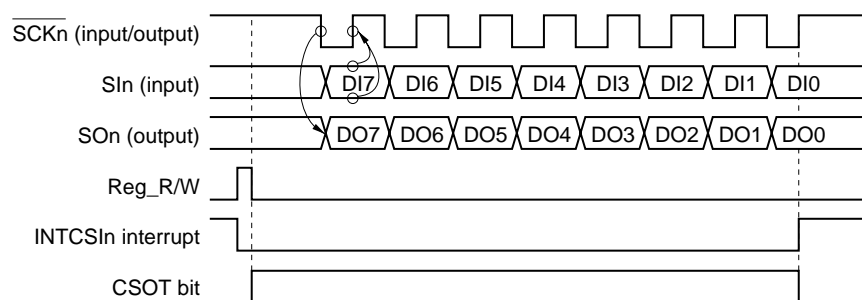 SCKn (input/output)
SIn (input) DI7 DI6 DI5 DI4 DI3 DI2 DI1 DI0
SOn (output) DO7 DO6 DO5 DO4 DO3 DO2 DO1 DO0
Reg_R/W
INTCSIn interrupt
CSOT bit